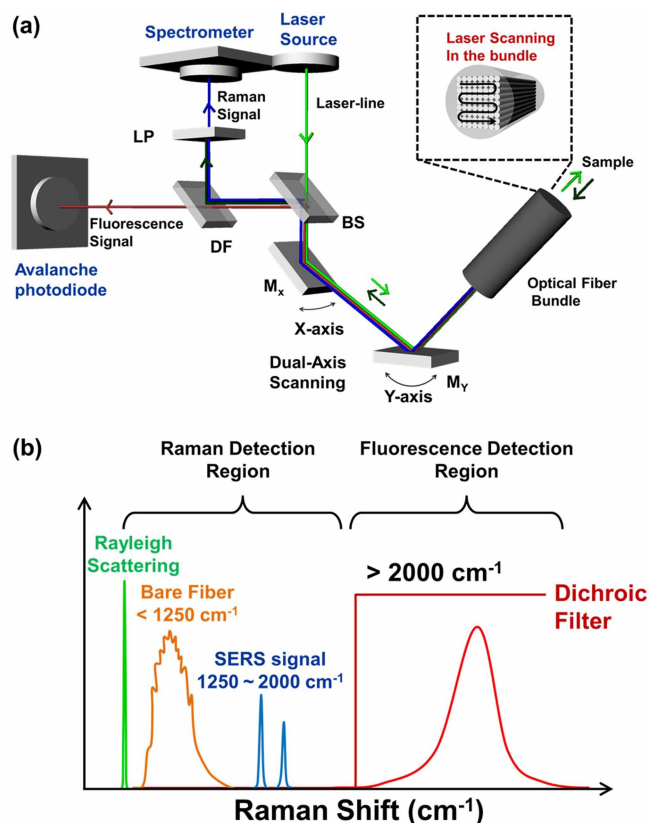 (a)
Spectrometer
Laser
Source
Laser Scanning
In the bundle
Raman
Signal
Laser-line
LP
Sample
Fluorescence
Signal
DF
BS
Avalanche
photodiode
Mx
Optical Fiber
Bundle
X-axis
Dual-Axis
Scanning
Y-axis
MY
(b)
Raman Detection
Region
Fluorescence Detection
Region
Rayleigh
Scattering
Bare Fiber
< 1250 cm-1
> 2000 cm-1
Dichroic
Filter
SERS signal
1250 ~ 2000 cm-1
Raman Shift (cm-1)